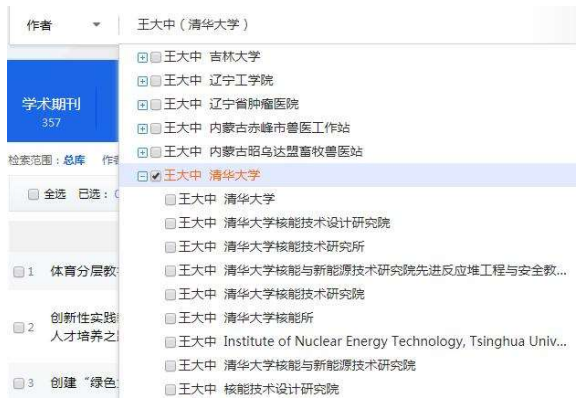 作者 王大中（清华大学）
王大中 吉林大学
王大中 辽宁工学院
王大中 辽宁省肿瘤医院
王大中 内蒙古赤峰市兽医工作站
王大中 内蒙古昭乌达盟畜牧兽医站
王大中 清华大学
王大中 清华大学
王大中 清华大学核能技术设计研究院
王大中 清华大学核能技术研究所
王大中 清华大学核能与新能源技术研究院先进反应堆工程与安全教...
王大中 清华大学核能技术研究院
王大中 清华大学核能所
王大中 Institute of Nuclear Energy Technology, Tsinghua Univ...
王大中 清华大学核能与新能源技术研究院
王大中 核能技术设计研究院
学术期刊
357
检索范围：总库 作者
全选 已选：
1 体育分层教
2 创新性实践
人才培养之
3 创建“绿色